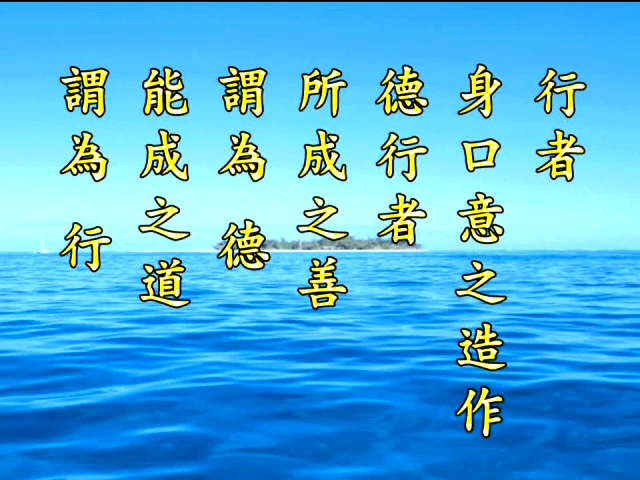 行者
身口意之造作
德行者
所成之善
謂為 德
能成之道
謂為 行